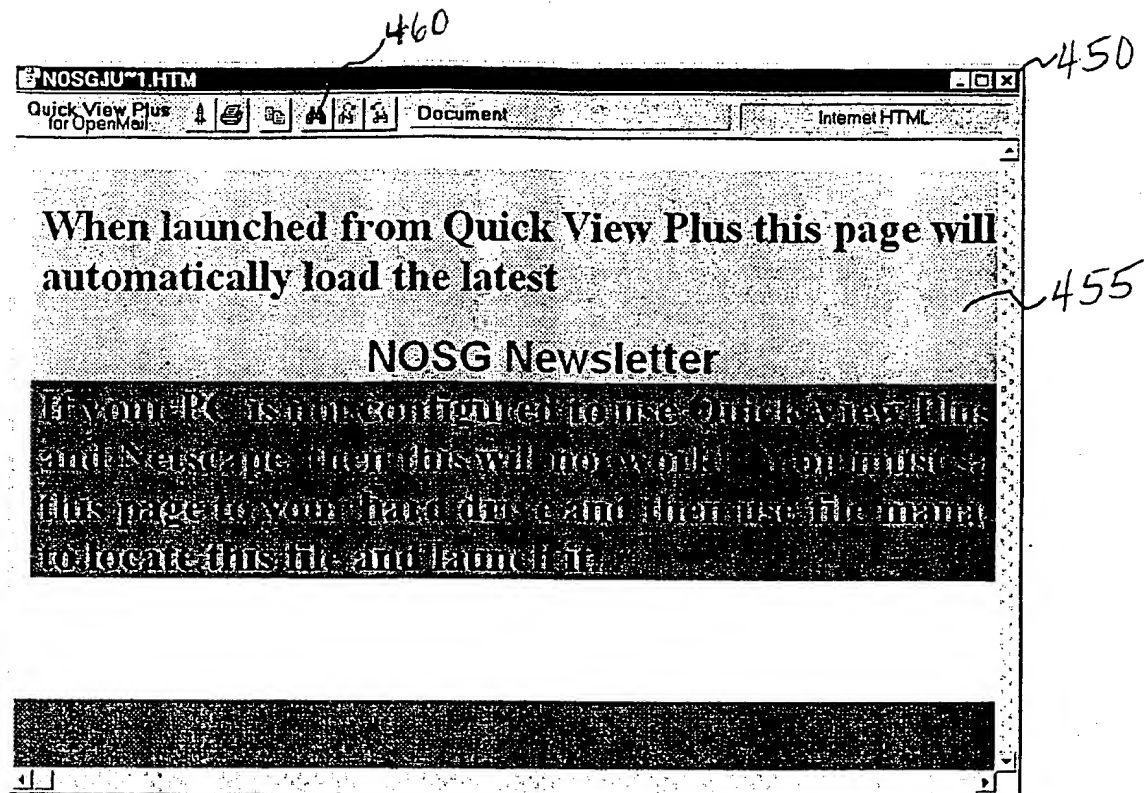 460
450
NOSGJU~1.HTM
Quick View Plus
for OpenMail
Document
Internet HTML
When launched from Quick View Plus this page will
automatically load the latest
455
NOSG Newsletter
If your PC is not configured to use Quick View Plus
and Netscape then this will not work. You must sa
this page to your hard drive and then use file manag
to locate this file and launch it.